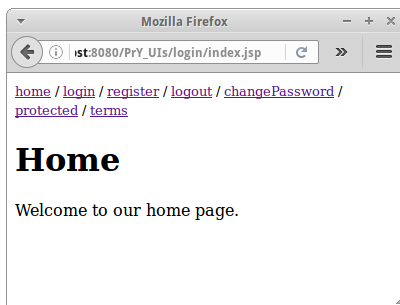 Mozilla Firefox
ost:8080/PrY_UIs/login/index.jsp
home / login / register / logout / changePassword /
protected / terms
Home
Welcome to our home page.